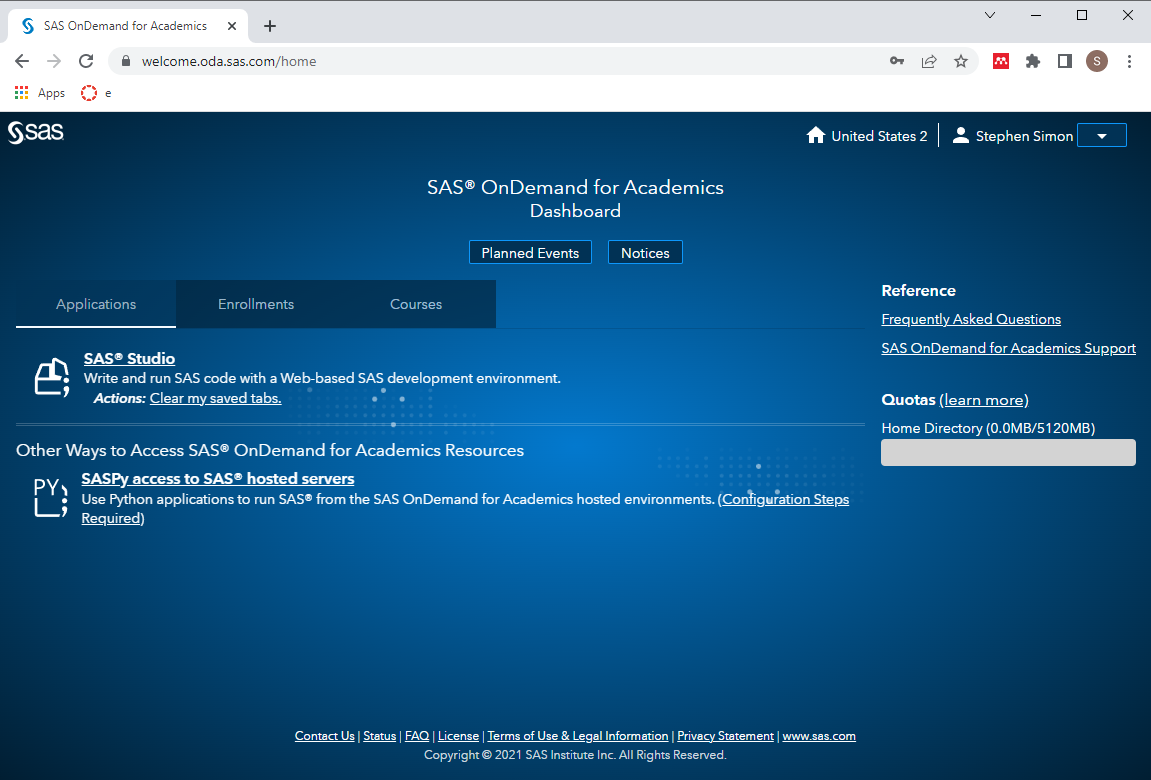 SAS OnDemand for Academics
welcome.oda.sas.com/home
S
Apps
e
sas
United States 2
Stephen Simon
SAS® OnDemand for Academics
Dashboard
Planned Events
Notices
Applications
Enrollments
Courses
SAS® Studio
Write and run SAS code with a Web-based SAS development environment.
Actions: Clear my saved tabs.
Other Ways to Access SAS® OnDemand for Academics Resources
PY
SASPy access to SAS® hosted servers
Use Python applications to run SAS® from the SAS OnDemand for Academics hosted environments. (Configuration Steps
Required)
Reference
Frequently Asked Questions
SAS OnDemand for Academics Support
Quotas (learn more)
Home Directory (0.0MB/5120MB)
Contact Us | Status | FAQ | License | Terms of Use & Legal Information | Privacy Statement | www.sas.com
Copyright © 2021 SAS Institute Inc. All Rights Reserved.